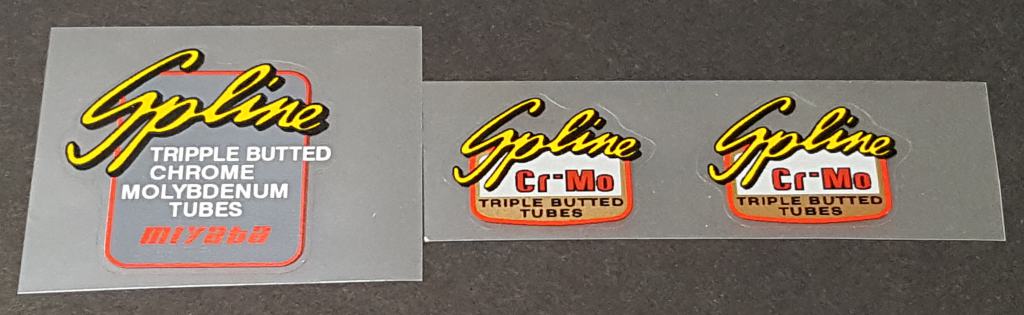 Spline
TRIPPLE BUTTED
CHROME
MOLYBDENUM
TUBES
miyata
Spline
Cr-Mo
TRIPLE BUTTED
TUBES
Spline
Cr-Mo
TRIPLE BUTTED
TUBES